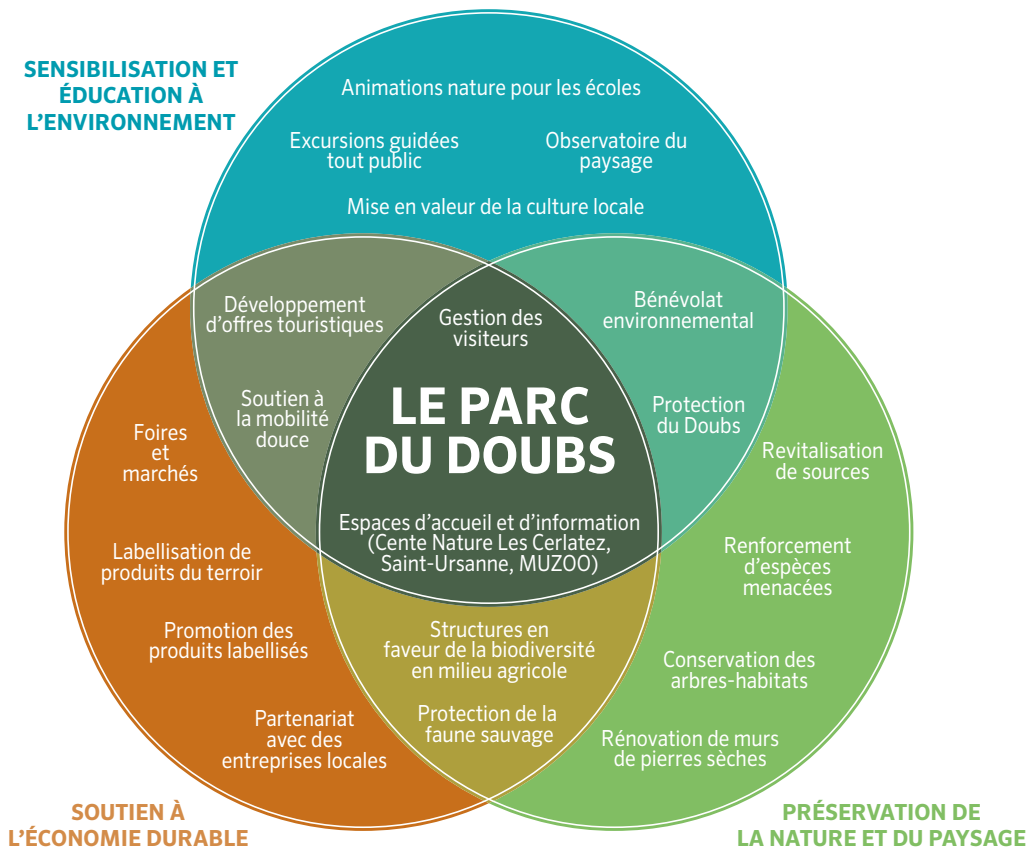 SENSIBILISATION ET
ÉDUCATION À
L'ENVIRONNEMENT
Animations nature pour les écoles
Excursions guidées
tout public
Observatoire du
paysage
Mise en valeur de la culture locale
Développement
d'offres touristiques
Soutien à
la mobilité
douce
Gestion des
visiteurs
Bénévolat
environnemental
Protection
du Doubs
LE PARC
DU DOUBS
Espaces d'accueil et d'information
(Cente Nature Les Cerlatez,
Saint-Ursanne, MUZOO)
Foires
et
marchés
Labellisation de
produits du terroir
Promotion des
produits labellisés
Partenariat
avec des
entreprises locales
Structures en
faveur de la biodiversité
en milieu agricole
Protection de la
faune sauvage
Revitalisation
de sources
Renforcement
d'espèces
menacées
Conservation des
arbres-habitats
Rénovation de murs
de pierres sèches
SOUTIEN À
L'ÉCONOMIE DURABLE
PRÉSERVATION DE
LA NATURE ET DU PAYSAGE